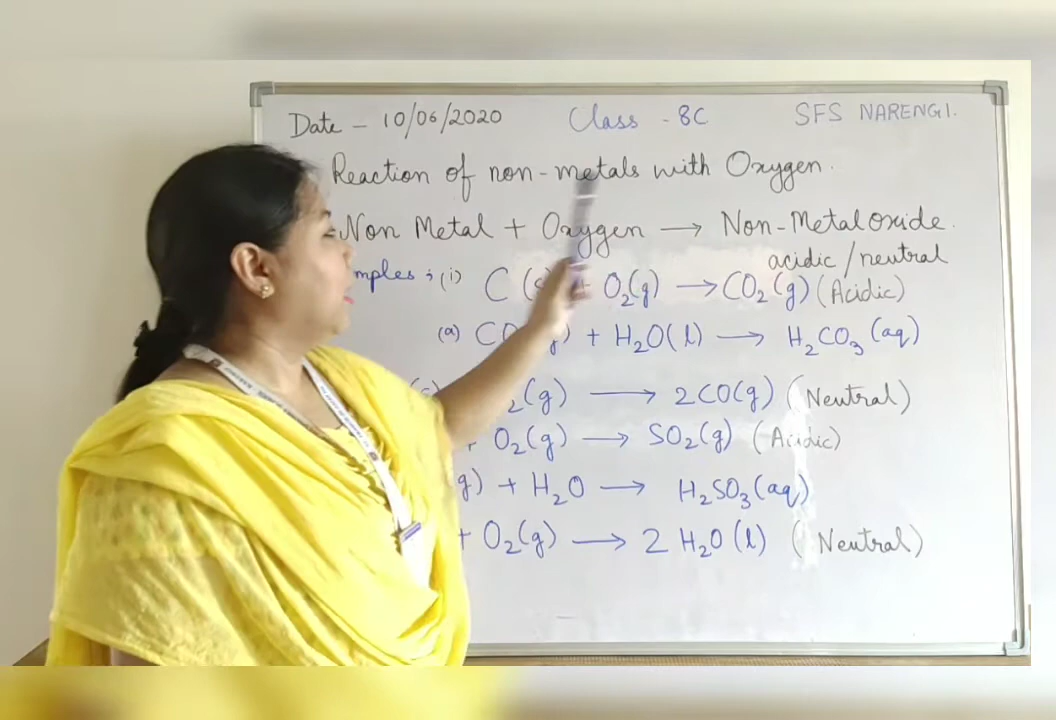 Date - 10/06/2020 Class - 8C SFS NARENGI.
Reaction of non-metals with Oxygen.
Non Metal + Oxygen → Non-Metal oxide.
acidic/neutral
mples ; (i) C (s) + O₂(g) → CO₂(g) (Acidic)
(a) CO g) + H₂O(l) → H₂CO₃(aq)
₂(g) → 2CO(g) (Neutral)
+ O₂(g) → SO₂(g) (Acidic)
g) + H₂O → H₂SO₃(aq)
+ O₂(g) → 2 H₂O (l) (Neutral)